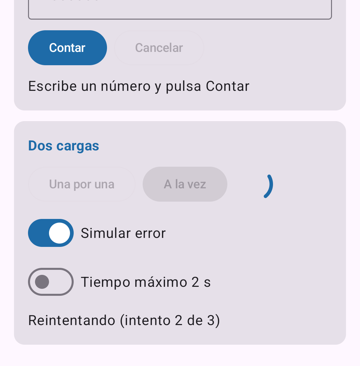 Contar
Cancelar
Escribe un número y pulsa Contar
Dos cargas
Una por una
A la vez
Simular error
Tiempo máximo 2 s
Reintentando (intento 2 de 3)